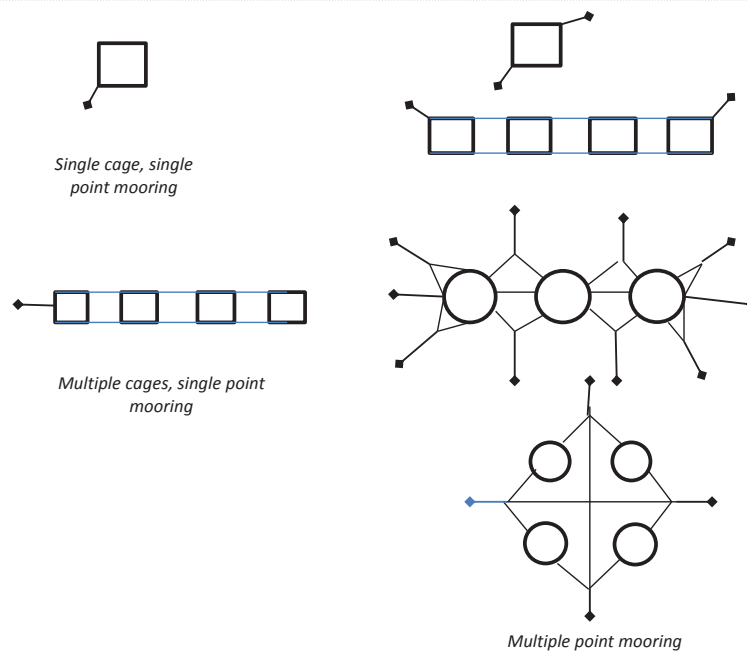 Single cage, single
point mooring
Multiple cages, single point
mooring
Multiple point mooring